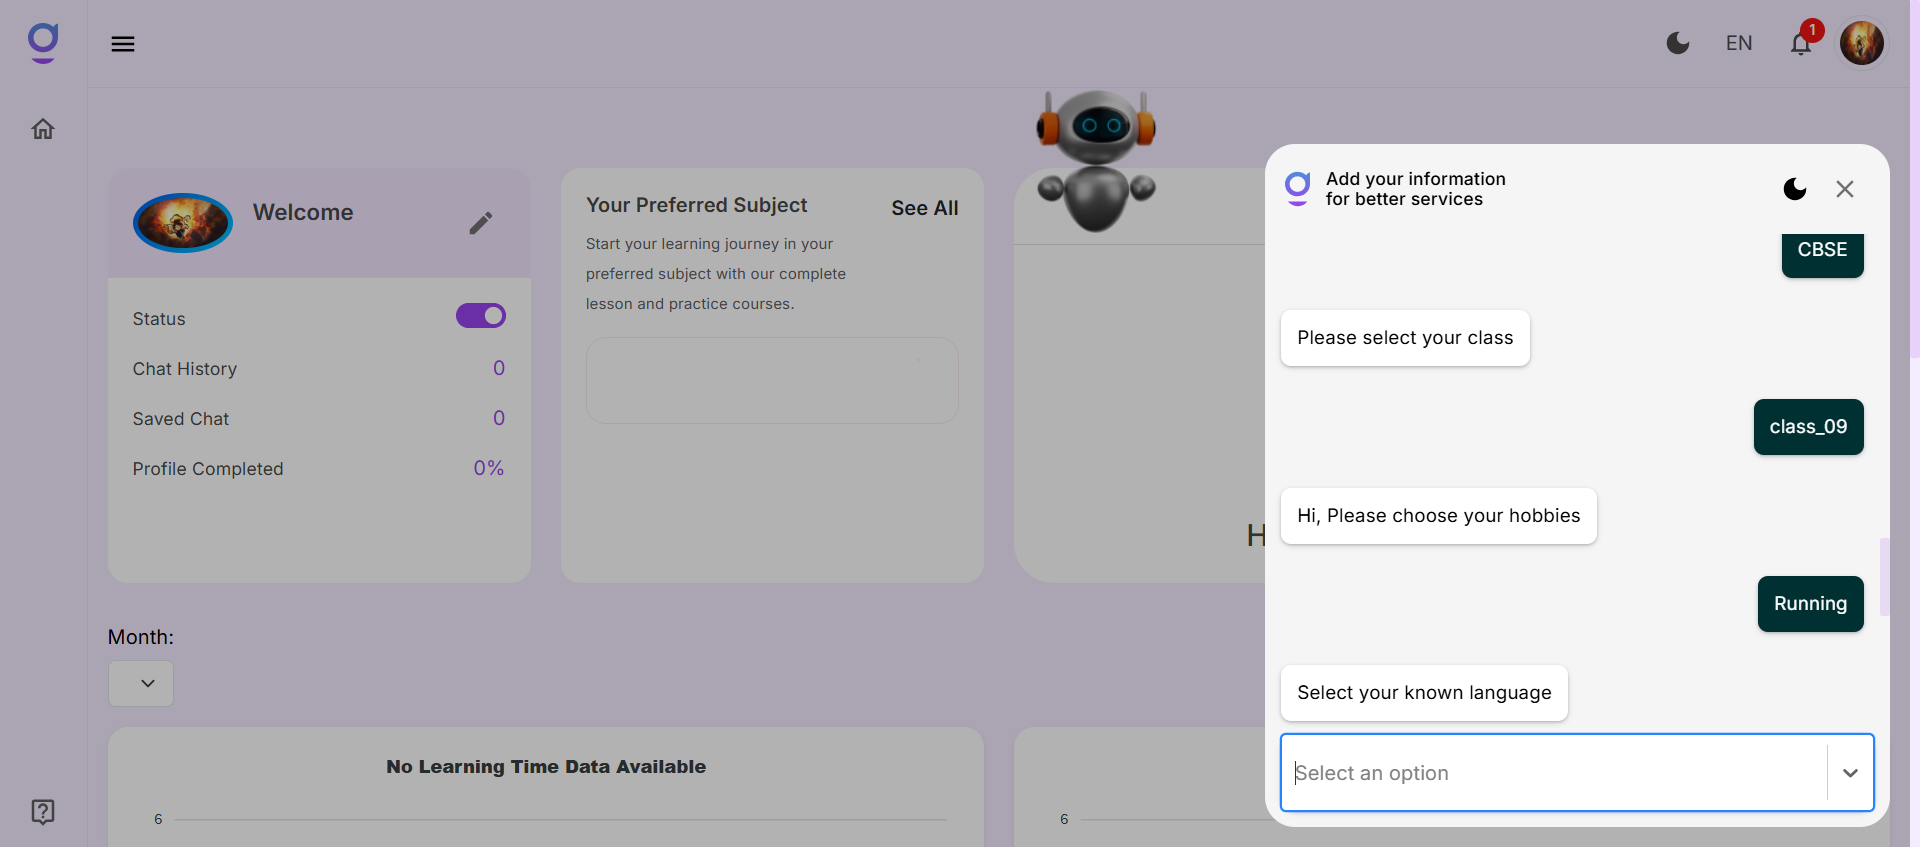 EN
1
Welcome
Status
Chat History 0
Saved Chat 0
Profile Completed 0%
Your Preferred Subject
See All
Start your learning journey in your
preferred subject with our complete
lesson and practice courses.
H
Month:
No Learning Time Data Available
6
6
Add your information
for better services
CBSE
Please select your class
class_09
Hi, Please choose your hobbies
Running
Select your known language
Select an option